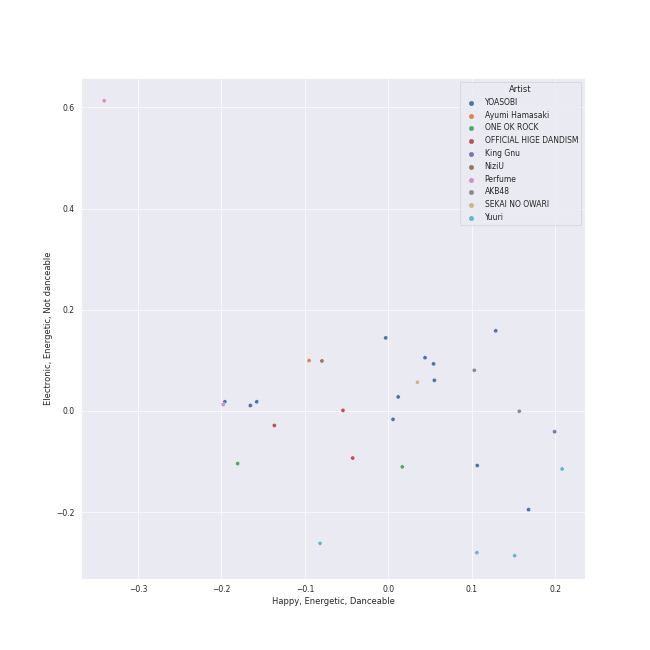 Artist
YOASOBI
Ayumi Hamasaki
ONE OK ROCK
OFFICIAL HIGE DANDISM
King Gnu
NiziU
Perfume
AKB48
SEKAI NO OWARI
Yuuri
Electronic, Energetic, Not danceable
0.6
0.4
0.2
0.0
−0.2
−0.3 −0.2 −0.1 0.0 0.1 0.2
Happy, Energetic, Danceable